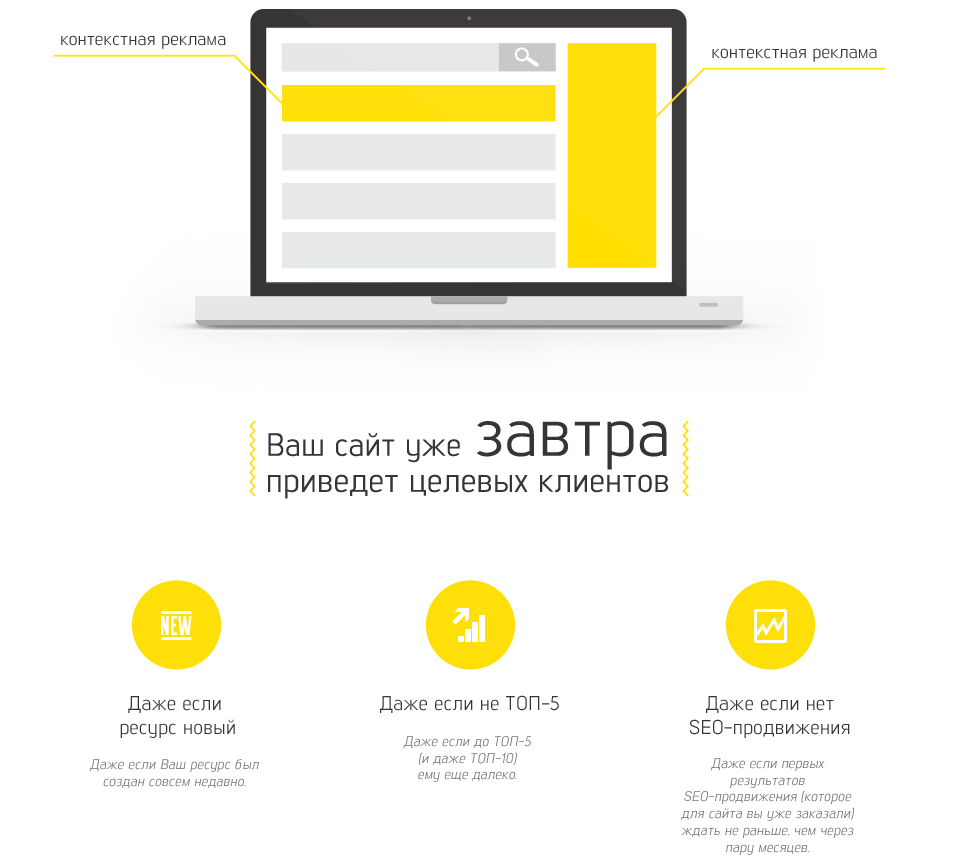 контекстная реклама
контекстная реклама
Ваш сайт уже завтра
приведет целевых клиентов
NEW
Даже если
ресурс новый
Даже если Ваш ресурс был
создан совсем недавно.
Даже если не ТОП-5
Даже если до ТОП-5
(и даже ТОП-10)
ему еще далеко.
Даже если нет
SEO-продвижения
Даже если первых
результатов
SEO-продвижения (которое
для сайта вы уже заказали)
ждать не раньше, чем через
пару месяцев.